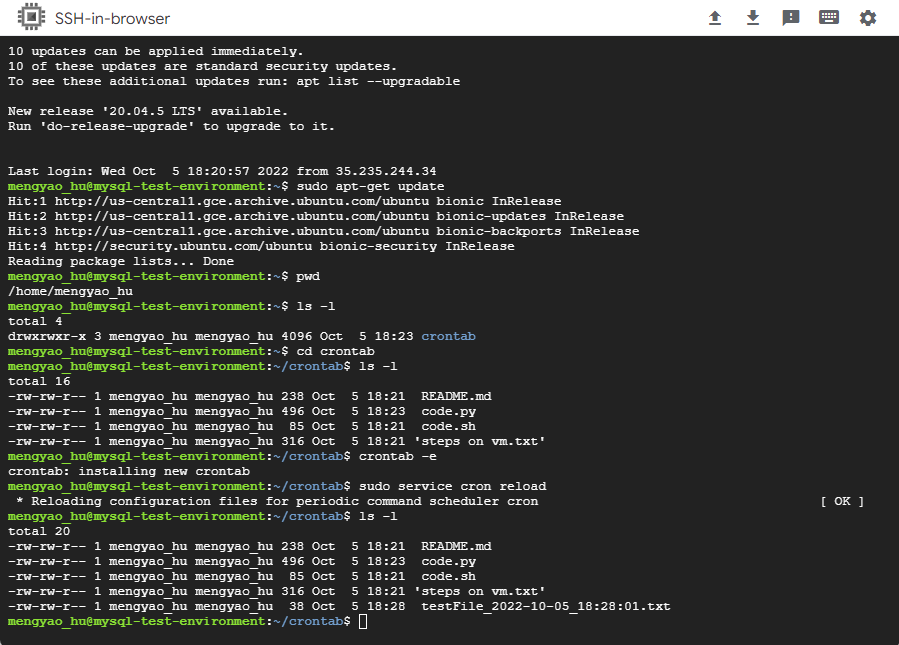 SSH-in-browser
10 updates can be applied immediately.
10 of these updates are standard security updates.
To see these additional updates run: apt list --upgradable
New release '20.04.5 LTS' available.
Run 'do-release-upgrade' to upgrade to it.
Last login: Wed Oct  5 18:20:57 2022 from 35.235.244.34
mengyao_hu@mysql-test-environment:~$ sudo apt-get update
Hit:1 http://us-central1.gce.archive.ubuntu.com/ubuntu bionic InRelease
Hit:2 http://us-central1.gce.archive.ubuntu.com/ubuntu bionic-updates InRelease
Hit:3 http://us-central1.gce.archive.ubuntu.com/ubuntu bionic-backports InRelease
Hit:4 http://security.ubuntu.com/ubuntu bionic-security InRelease
Reading package lists... Done
mengyao_hu@mysql-test-environment:~$ pwd
/home/mengyao_hu
mengyao_hu@mysql-test-environment:~$ ls -l
total 4
drwxrwxr-x 3 mengyao_hu mengyao_hu 4096 Oct  5 18:23 crontab
mengyao_hu@mysql-test-environment:~$ cd crontab
mengyao_hu@mysql-test-environment:~/crontab$ ls -l
total 16
-rw-rw-r-- 1 mengyao_hu mengyao_hu 238 Oct  5 18:21  README.md
-rw-rw-r-- 1 mengyao_hu mengyao_hu 496 Oct  5 18:23  code.py
-rw-rw-r-- 1 mengyao_hu mengyao_hu  85 Oct  5 18:21  code.sh
-rw-rw-r-- 1 mengyao_hu mengyao_hu 316 Oct  5 18:21 'steps on vm.txt'
mengyao_hu@mysql-test-environment:~/crontab$ crontab -e
crontab: installing new crontab
mengyao_hu@mysql-test-environment:~/crontab$ sudo service cron reload
 * Reloading configuration files for periodic command scheduler cron [ OK ]
mengyao_hu@mysql-test-environment:~/crontab$ ls -l
total 20
-rw-rw-r-- 1 mengyao_hu mengyao_hu 238 Oct  5 18:21  README.md
-rw-rw-r-- 1 mengyao_hu mengyao_hu 496 Oct  5 18:23  code.py
-rw-rw-r-- 1 mengyao_hu mengyao_hu  85 Oct  5 18:21  code.sh
-rw-rw-r-- 1 mengyao_hu mengyao_hu 316 Oct  5 18:21 'steps on vm.txt'
-rw-rw-r-- 1 mengyao_hu mengyao_hu  38 Oct  5 18:28  testFile_2022-10-05_18:28:01.txt
mengyao_hu@mysql-test-environment:~/crontab$